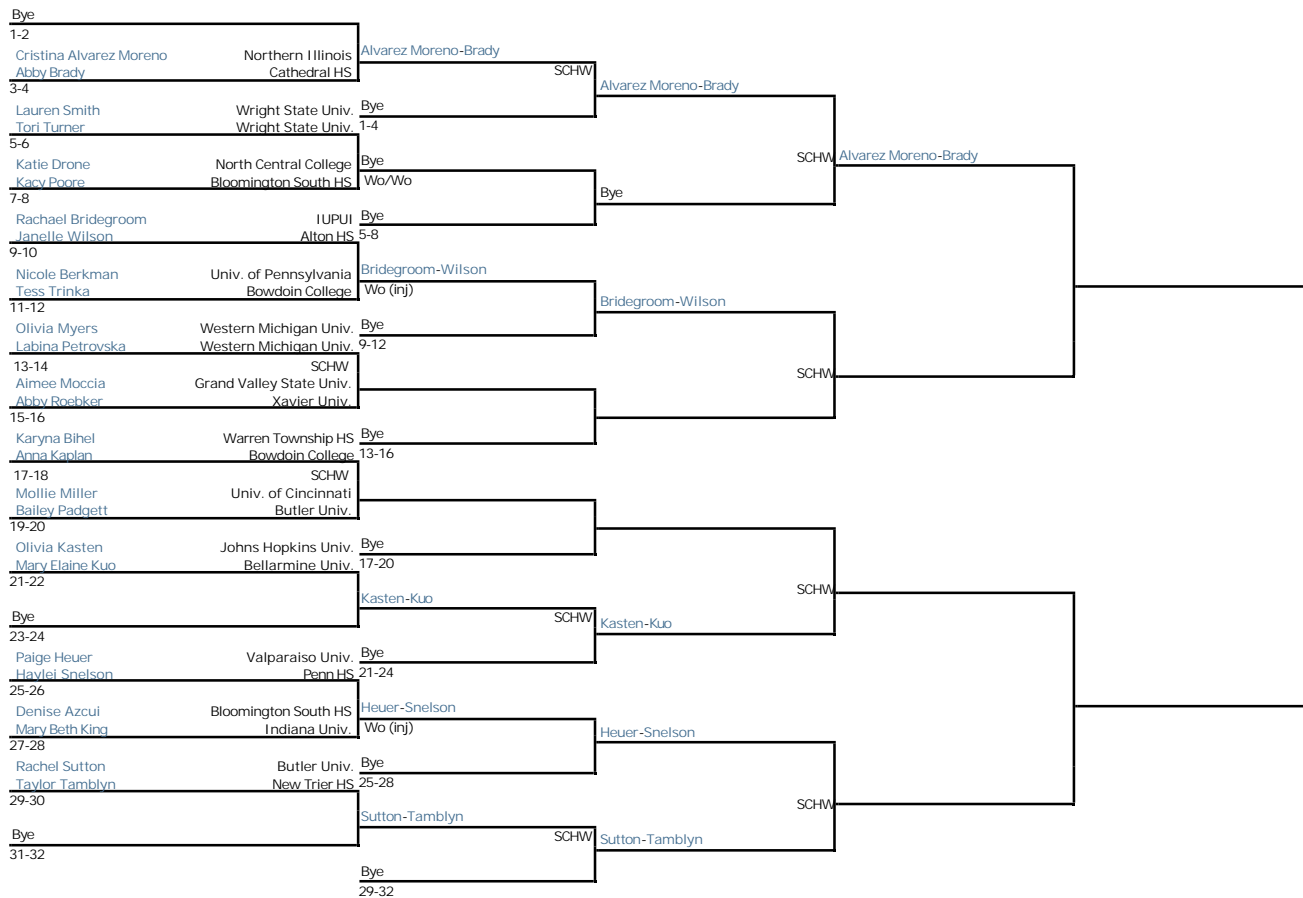 Bye
1-2
Cristina Alvarez Moreno Northern Illinois
Abby Brady Cathedral HS
3-4
Lauren Smith Wright State Univ.
Tori Turner Wright State Univ.
5-6
Katie Drone North Central College
Kacy Poore Bloomington South HS
7-8
Rachael Bridegroom IUPUI
Janelle Wilson Alton HS
9-10
Nicole Berkman Univ. of Pennsylvania
Tess Trinka Bowdoin College
11-12
Olivia Myers Western Michigan Univ.
Labina Petrovska Western Michigan Univ.
13-14 SCHW
Aimee Moccia Grand Valley State Univ.
Abby Roebker Xavier Univ.
15-16
Karyna Bihel Warren Township HS
Anna Kaplan Bowdoin College
17-18 SCHW
Mollie Miller Univ. of Cincinnati
Bailey Padgett Butler Univ.
19-20
Olivia Kasten Johns Hopkins Univ.
Mary Elaine Kuo Bellarmine Univ.
21-22
Bye
23-24
Paige Heuer Valparaiso Univ.
Haylei Snelson Penn HS
25-26
Denise Azcui Bloomington South HS
Mary Beth King Indiana Univ.
27-28
Rachel Sutton Butler Univ.
Taylor Tamblyn New Trier HS
29-30
Bye
31-32
Alvarez Moreno-Brady
SCHW
Bye
1-4
Bye
Wo/Wo
Bye
5-8
Bridegroom-Wilson
Wo (inj)
Bye
9-12
Bye
13-16
Bye
17-20
Kasten-Kuo
SCHW
Bye
21-24
Heuer-Snelson
Wo (inj)
Bye
25-28
Sutton-Tamblyn
SCHW
Bye
29-32
Alvarez Moreno-Brady
SCHW
Bye
Bridegroom-Wilson
SCHW
SCHW
Kasten-Kuo
Heuer-Snelson
SCHW
Sutton-Tamblyn
Alvarez Moreno-Brady